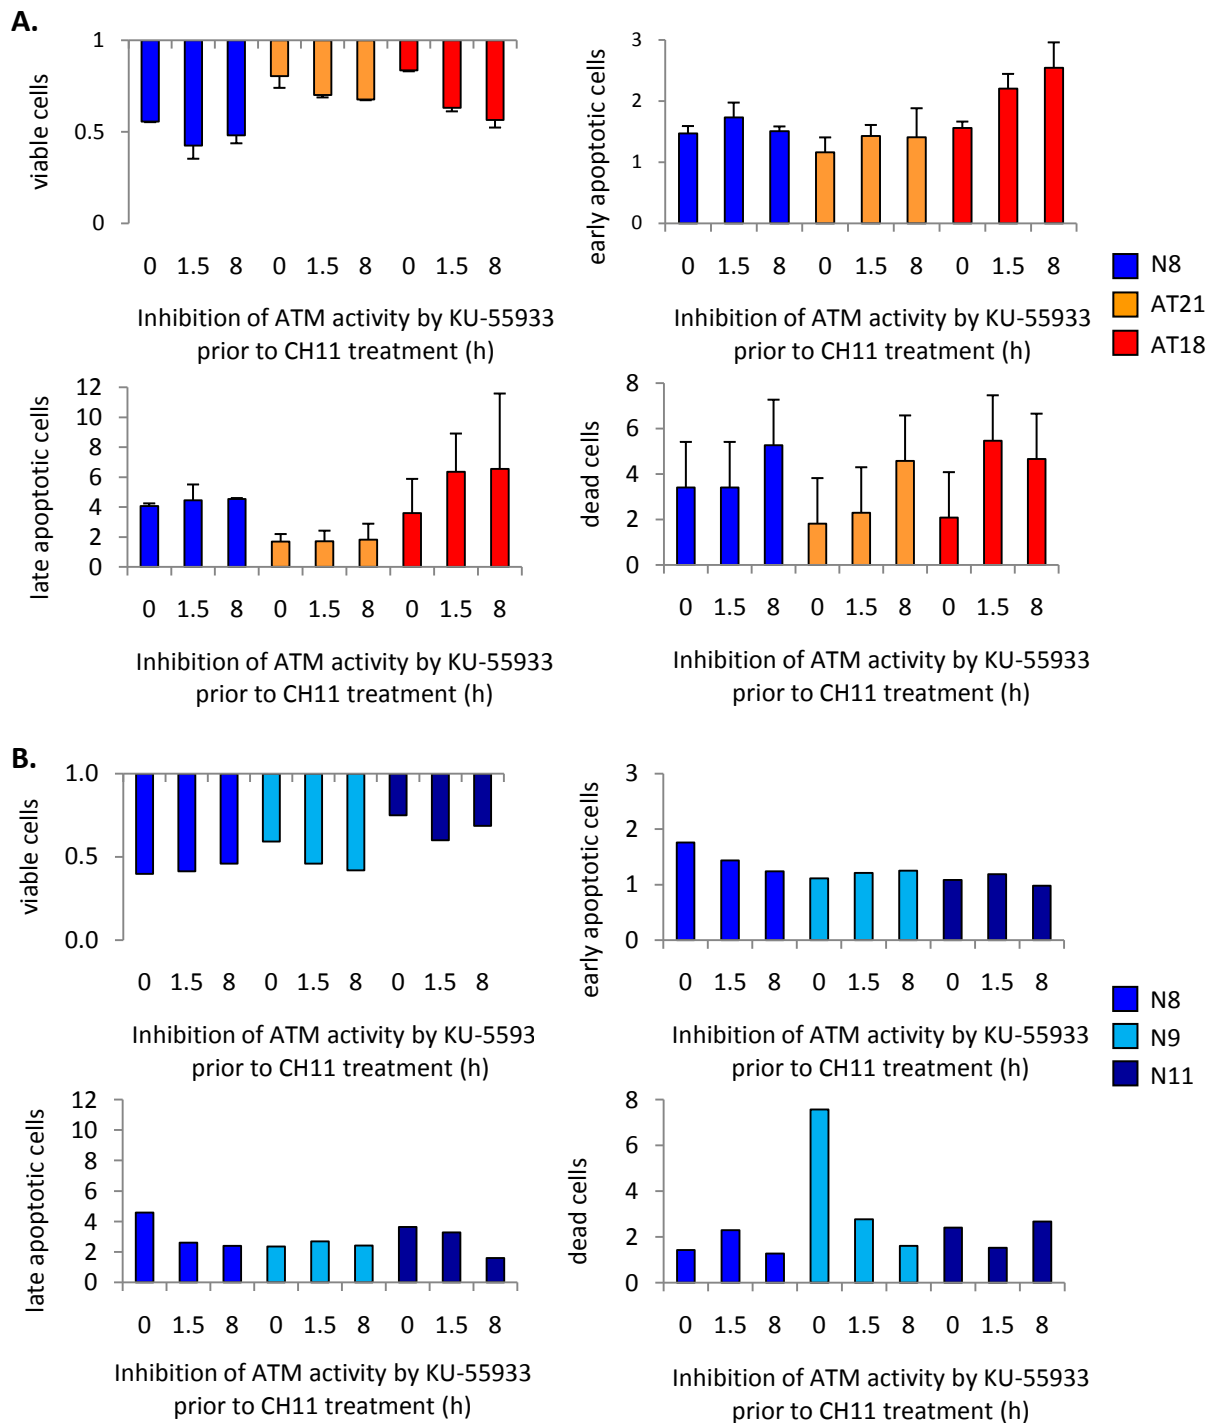 A.
viable cells
1
0.5
0
0 1.5 8 0 1.5 8 0 1.5 8
Inhibition of ATM activity by KU-55933
prior to CH11 treatment (h)
early apoptotic cells
3
2
1
0
0 1.5 8 0 1.5 8 0 1.5 8
Inhibition of ATM activity by KU-55933
prior to CH11 treatment (h)
N8
AT21
AT18
late apoptotic cells
12
10
8
6
4
2
0
0 1.5 8 0 1.5 8 0 1.5 8
Inhibition of ATM activity by KU-55933
prior to CH11 treatment (h)
dead cells
8
6
4
2
0
0 1.5 8 0 1.5 8 0 1.5 8
Inhibition of ATM activity by KU-55933
prior to CH11 treatment (h)
B.
viable cells
1.0
0.5
0.0
0 1.5 8 0 1.5 8 0 1.5 8
Inhibition of ATM activity by KU-5593
prior to CH11 treatment (h)
early apoptotic cells
3
2
1
0
0 1.5 8 0 1.5 8 0 1.5 8
Inhibition of ATM activity by KU-55933
prior to CH11 treatment (h)
N8
N9
N11
late apoptotic cells
12
10
8
6
4
2
0
0 1.5 8 0 1.5 8 0 1.5 8
Inhibition of ATM activity by KU-55933
prior to CH11 treatment (h)
dead cells
8
6
4
2
0
0 1.5 8 0 1.5 8 0 1.5 8
Inhibition of ATM activity by KU-55933
prior to CH11 treatment (h)